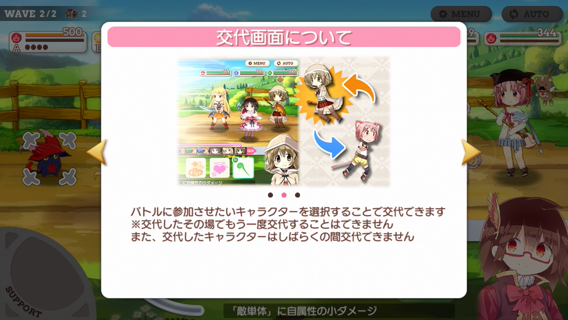 WAVE 2/2
2
500
MENU
AUTO
344
交代画面について
MENU
AUTO
バトルに参加させたいキャラクターを選択することで交代できます
※交代したその場でもう一度交代することはできません
また、交代したキャラクターはしばらくの間交代できません
SUPPORT
「敵単体」に自属性の小ダメージ